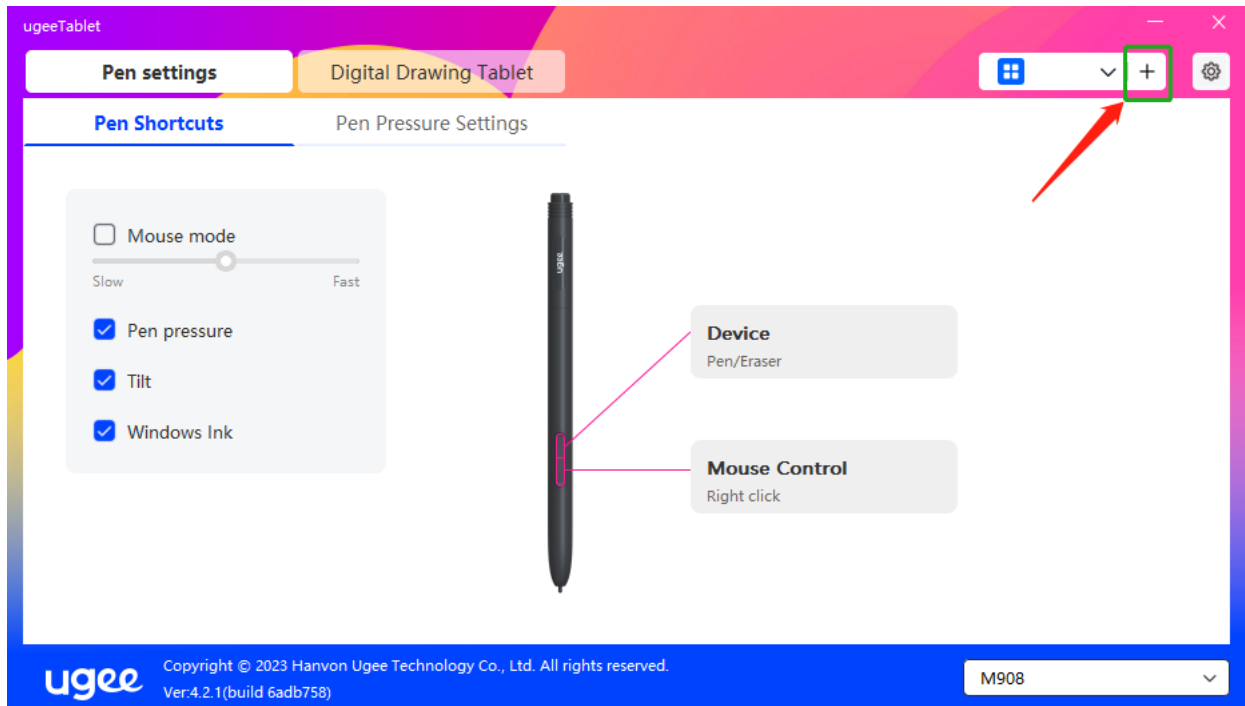 ugeeTablet
Pen settings
Digital Drawing Tablet
Pen Shortcuts
Pen Pressure Settings
Mouse mode
Slow
Fast
Pen pressure
Tilt
Windows Ink
ugee
Device
Pen/Eraser
Mouse Control
Right click
ugee
Copyright © 2023 Hanvon Ugee Technology Co., Ltd. All rights reserved.
Ver:4.2.1(build 6adb758)
M908